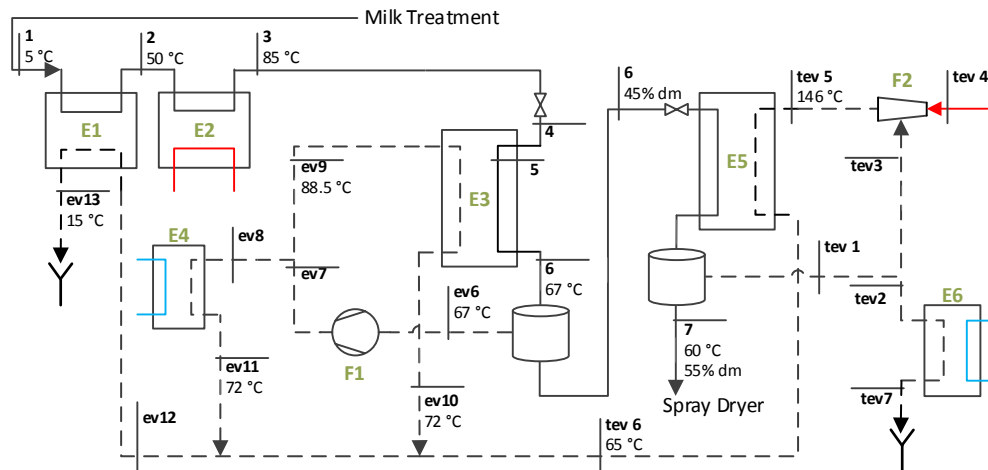 Milk Treatment
1
5 °C
2
50 °C
3
85 °C
6
45% dm
tev 5
146 °C
F2
tev 4
E1
E2
4
E5
ev9
88.5 °C
5
tev3
E3
ev13
15 °C
E4
ev8
ev7
6
67 °C
tev 1
tev2
E6
ev6
67 °C
F1
7
60 °C
55% dm
ev11
72 °C
ev10
72 °C
Spray Dryer
tev7
ev12
tev 6
65 °C